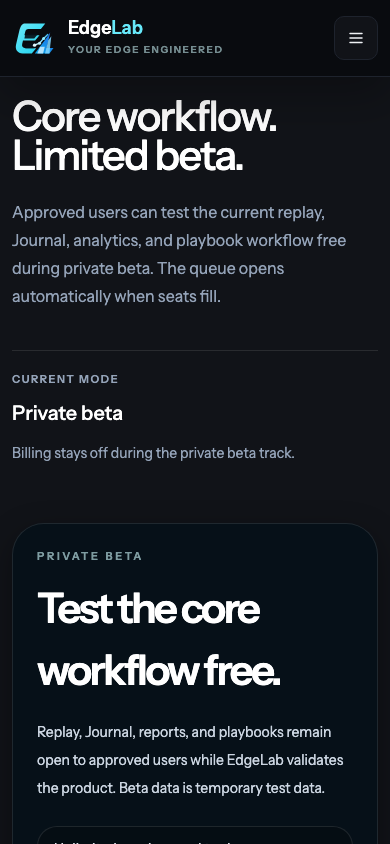 EdgeLab
YOUR EDGE ENGINEERED
Core workflow.
Limited beta.
Approved users can test the current replay,
Journal, analytics, and playbook workflow free
during private beta. The queue opens
automatically when seats fill.
CURRENT MODE
Private beta
Billing stays off during the private beta track.
PRIVATE BETA
Test the core
workflow free.
Replay, Journal, reports, and playbooks remain
open to approved users while EdgeLab validates
the product. Beta data is temporary test data.